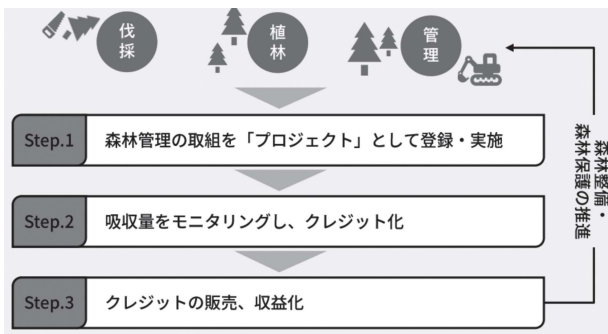 伐採
植林
管理
Step.1
森林管理の取組を「プロジェクト」として登録・実施
Step.2
吸収量をモニタリングし、クレジット化
Step.3
クレジットの販売、収益化
森林整備・
森林保護の推進